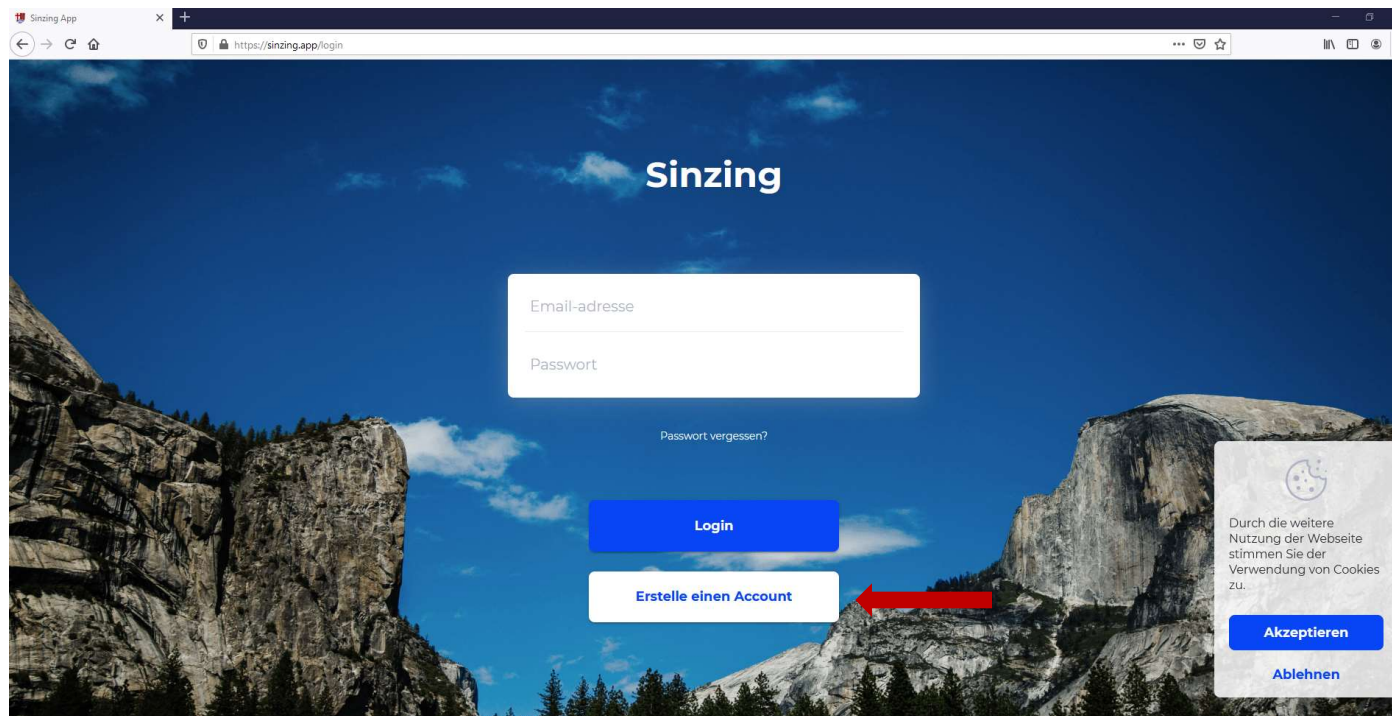 Sinzing App
https://sinzing.app/login
Sinzing
Email-adresse
Passwort
Passwort vergessen?
Login
Erstelle einen Account
Durch die weitere
Nutzung der Webseite
stimmen Sie der
Verwendung von Cookies
zu.
Akzeptieren
Ablehnen